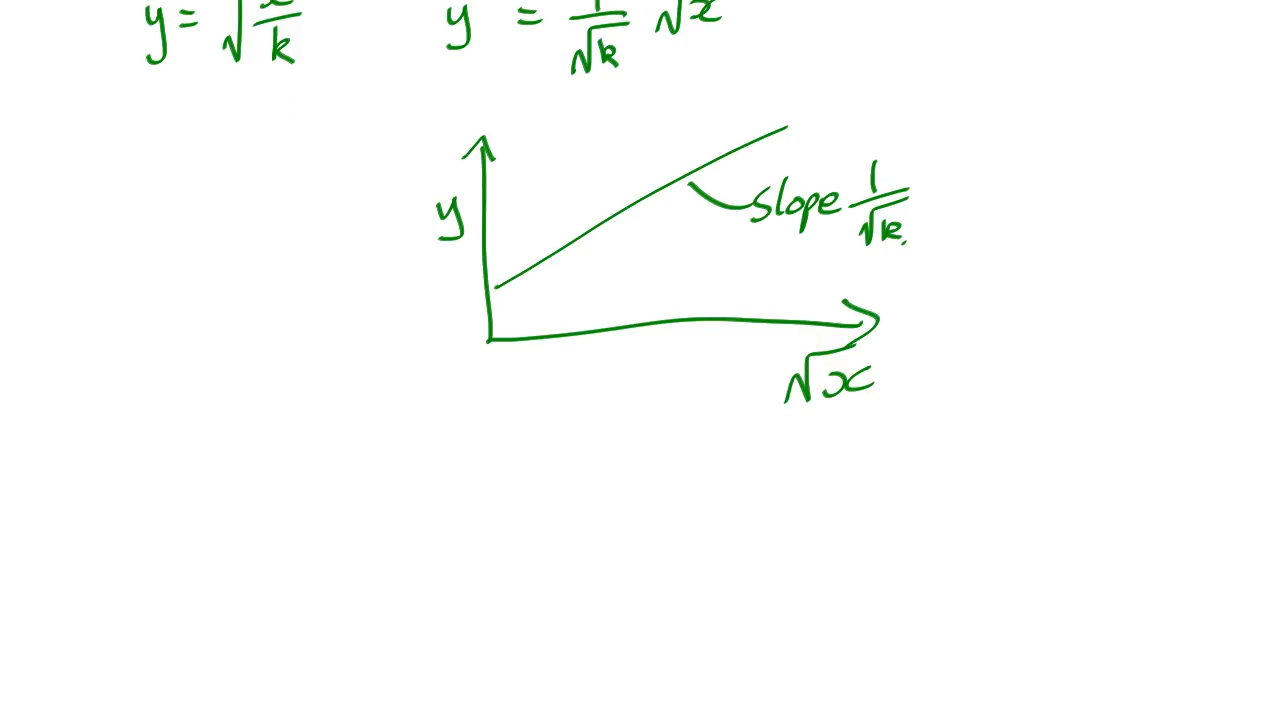 y = √(x/k)    y = 1/√k √x
y
slope 1/√k.
√x